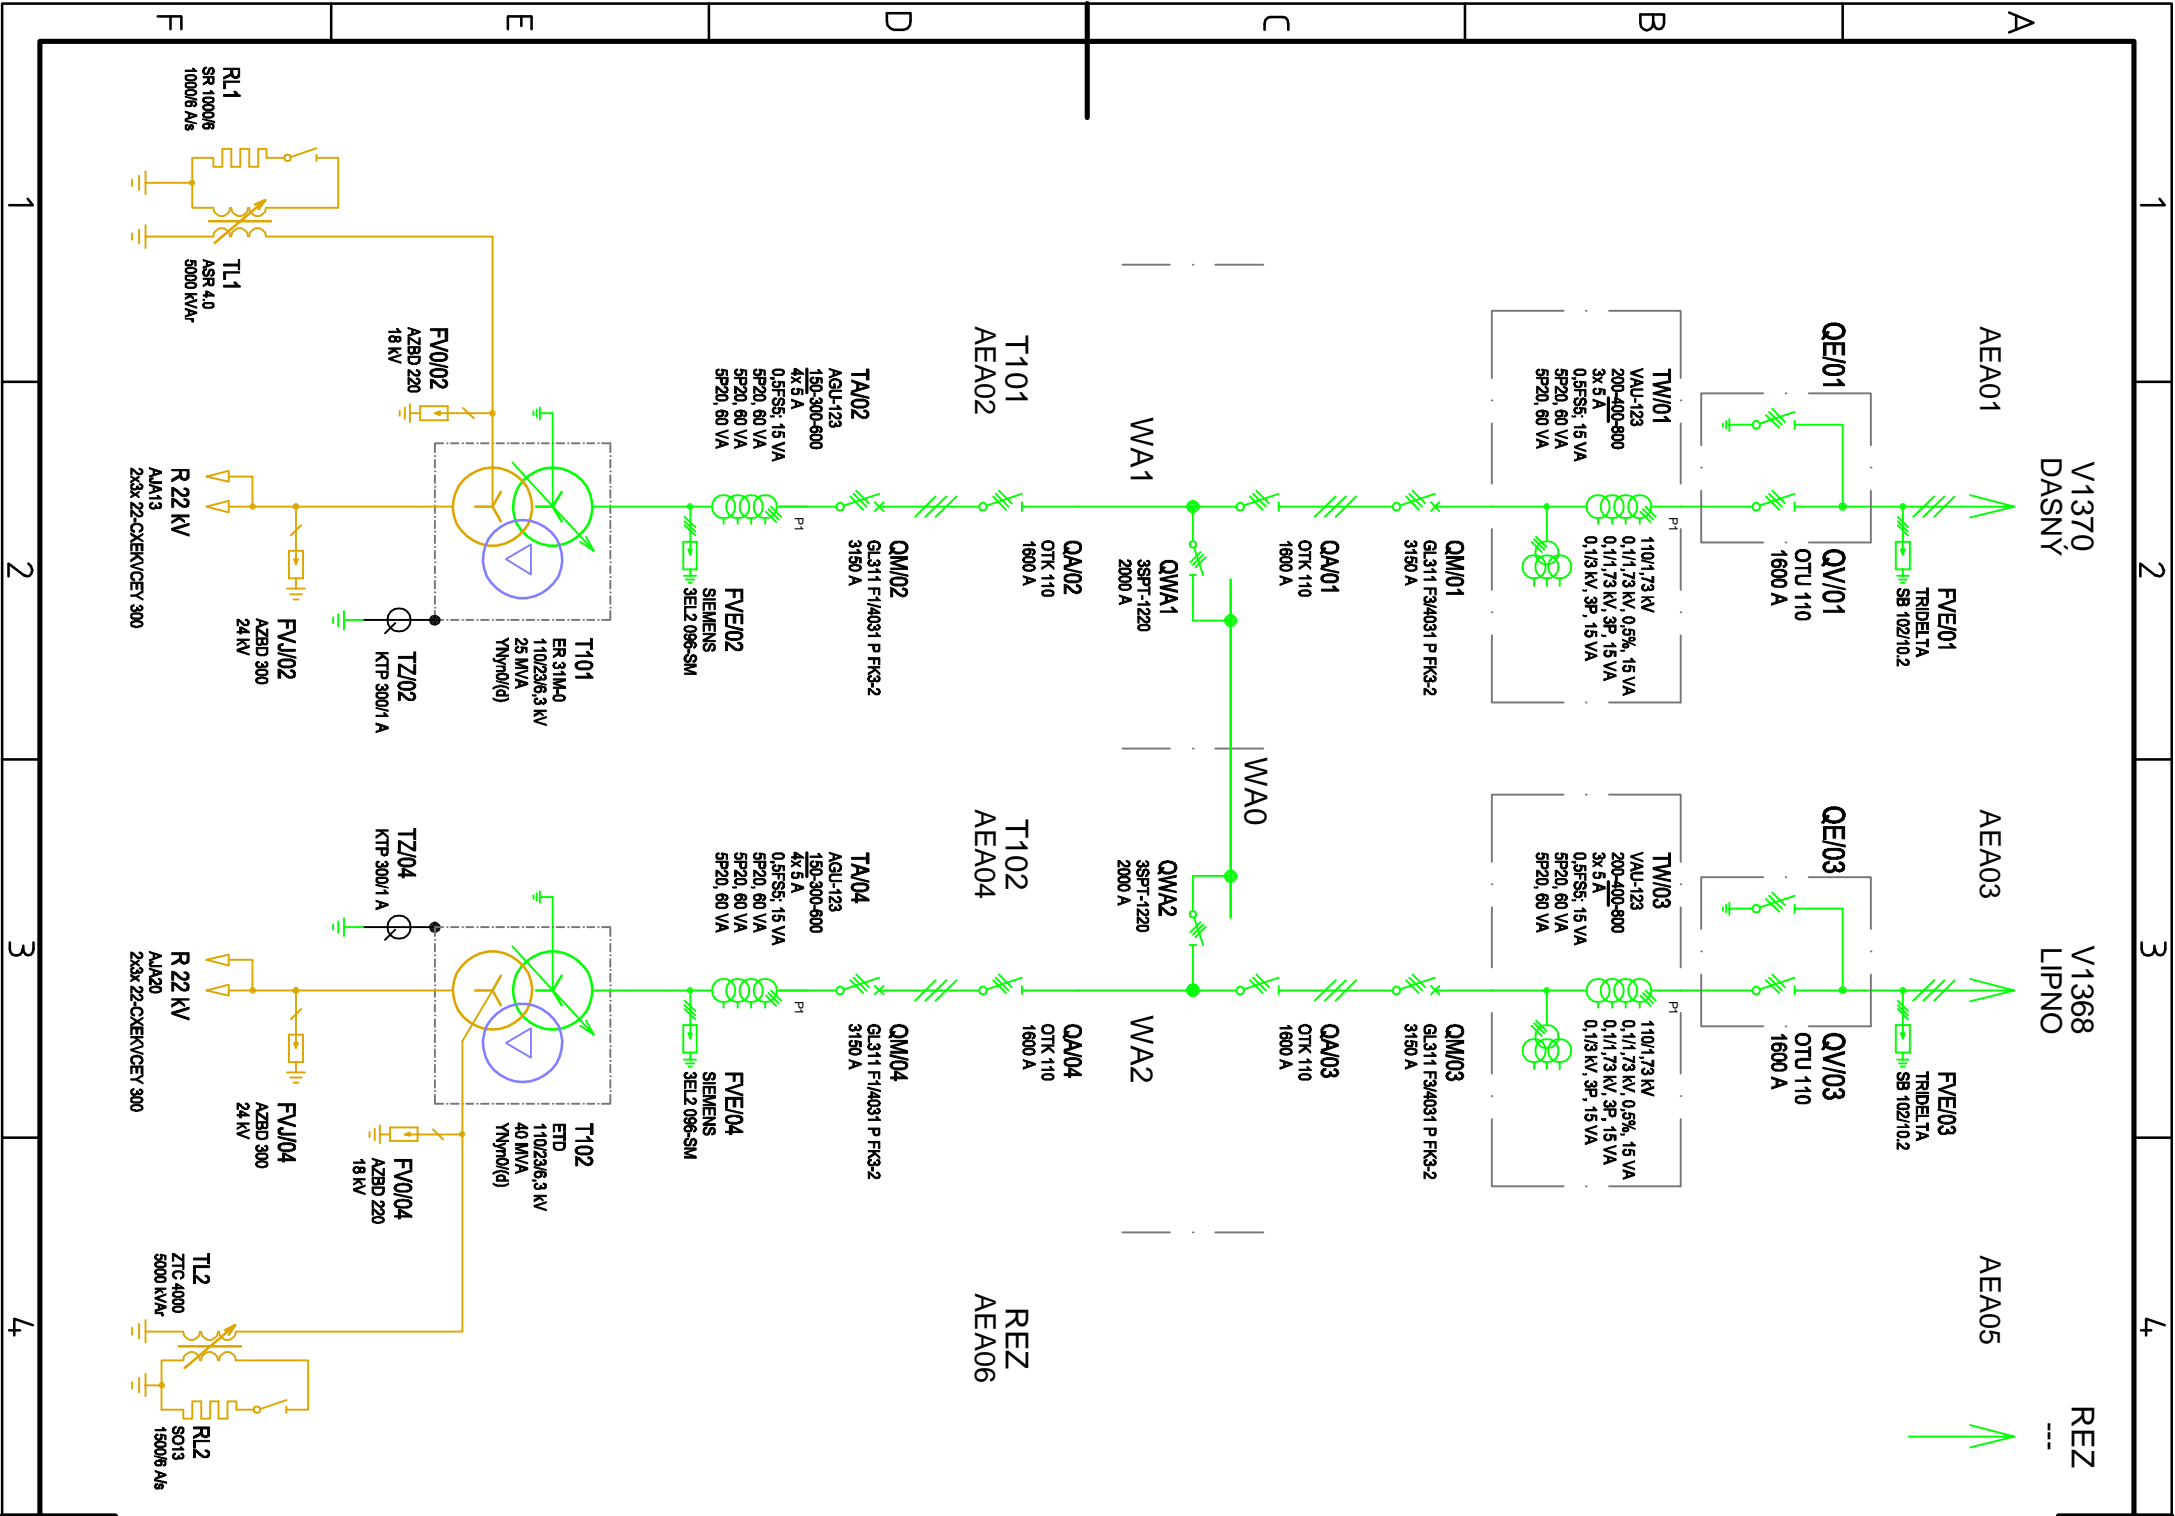 1
2
3
4
A
B
C
D
E
F
V1370
DASNÝ
V1368
LIPNO
REZ
---
AEA01
AEA03
AEA05
FVE/01
TRIDELTA
SB 102/10.2
FVE/03
TRIDELTA
SB 102/10.2
QE/01
QV/01
OTU 110
1600 A
QE/03
QV/03
OTU 110
1600 A
TW/01
VAU-123
200-400-800
3x 5 A
0,5FS5; 15 VA
5P20, 60 VA
5P20, 60 VA
P1
110/1,73 kV
0,1/1,73 kV, 0,5%, 15 VA
0,1/1,73 kV, 3P, 15 VA
0,1/3 kV, 3P, 15 VA
TW/03
VAU-123
200-400-800
3x 5 A
0,5FS5; 15 VA
5P20, 60 VA
5P20, 60 VA
P1
110/1,73 kV
0,1/1,73 kV, 0,5%, 15 VA
0,1/1,73 kV, 3P, 15 VA
0,1/3 kV, 3P, 15 VA
QM/01
GL311 F3/4031 P FK3-2
3150 A
QM/03
GL311 F3/4031 P FK3-2
3150 A
QA/01
OTK 110
1600 A
QA/03
OTK 110
1600 A
WA0
WA1
QWA1
3SPT-1220
2000 A
QWA2
3SPT-1220
2000 A
WA2
T101
AEA02
T102
AEA04
REZ
AEA06
QA/02
OTK 110
1600 A
QA/04
OTK 110
1600 A
QM/02
GL311 F1/4031 P FK3-2
3150 A
QM/04
GL311 F1/4031 P FK3-2
3150 A
TA/02
AGU-123
150-300-600
4x 5 A
0,5FS5; 15 VA
5P20, 60 VA
5P20, 60 VA
5P20, 60 VA
P1
TA/04
AGU-123
150-300-600
4x 5 A
0,5FS5; 15 VA
5P20, 60 VA
5P20, 60 VA
5P20, 60 VA
P1
FVE/02
SIEMENS
3EL2 096-SM
FVE/04
SIEMENS
3EL2 096-SM
T101
ER 31M-0
110/23/6,3 kV
25 MVA
YNyn0/(d)
T102
ETD
110/23/6,3 kV
40 MVA
YNyn0/(d)
FV0/02
AZBD 220
18 kV
TZ/02
KTP 300/1 A
TZ/04
KTP 300/1 A
FV0/04
AZBD 220
18 kV
FVJ/02
AZBD 300
24 kV
FVJ/04
AZBD 300
24 kV
RL1
SR 1000/6
1000/6 A/s
TL1
ASR 4.0
5000 kVAr
TL2
ZTC 4000
5000 kVAr
RL2
SO13
1500/6 A/s
R 22 kV
AJA13
2x3x 22-CXEKVCEY 300
R 22 kV
AJA20
2x3x 22-CXEKVCEY 300
1
2
3
4